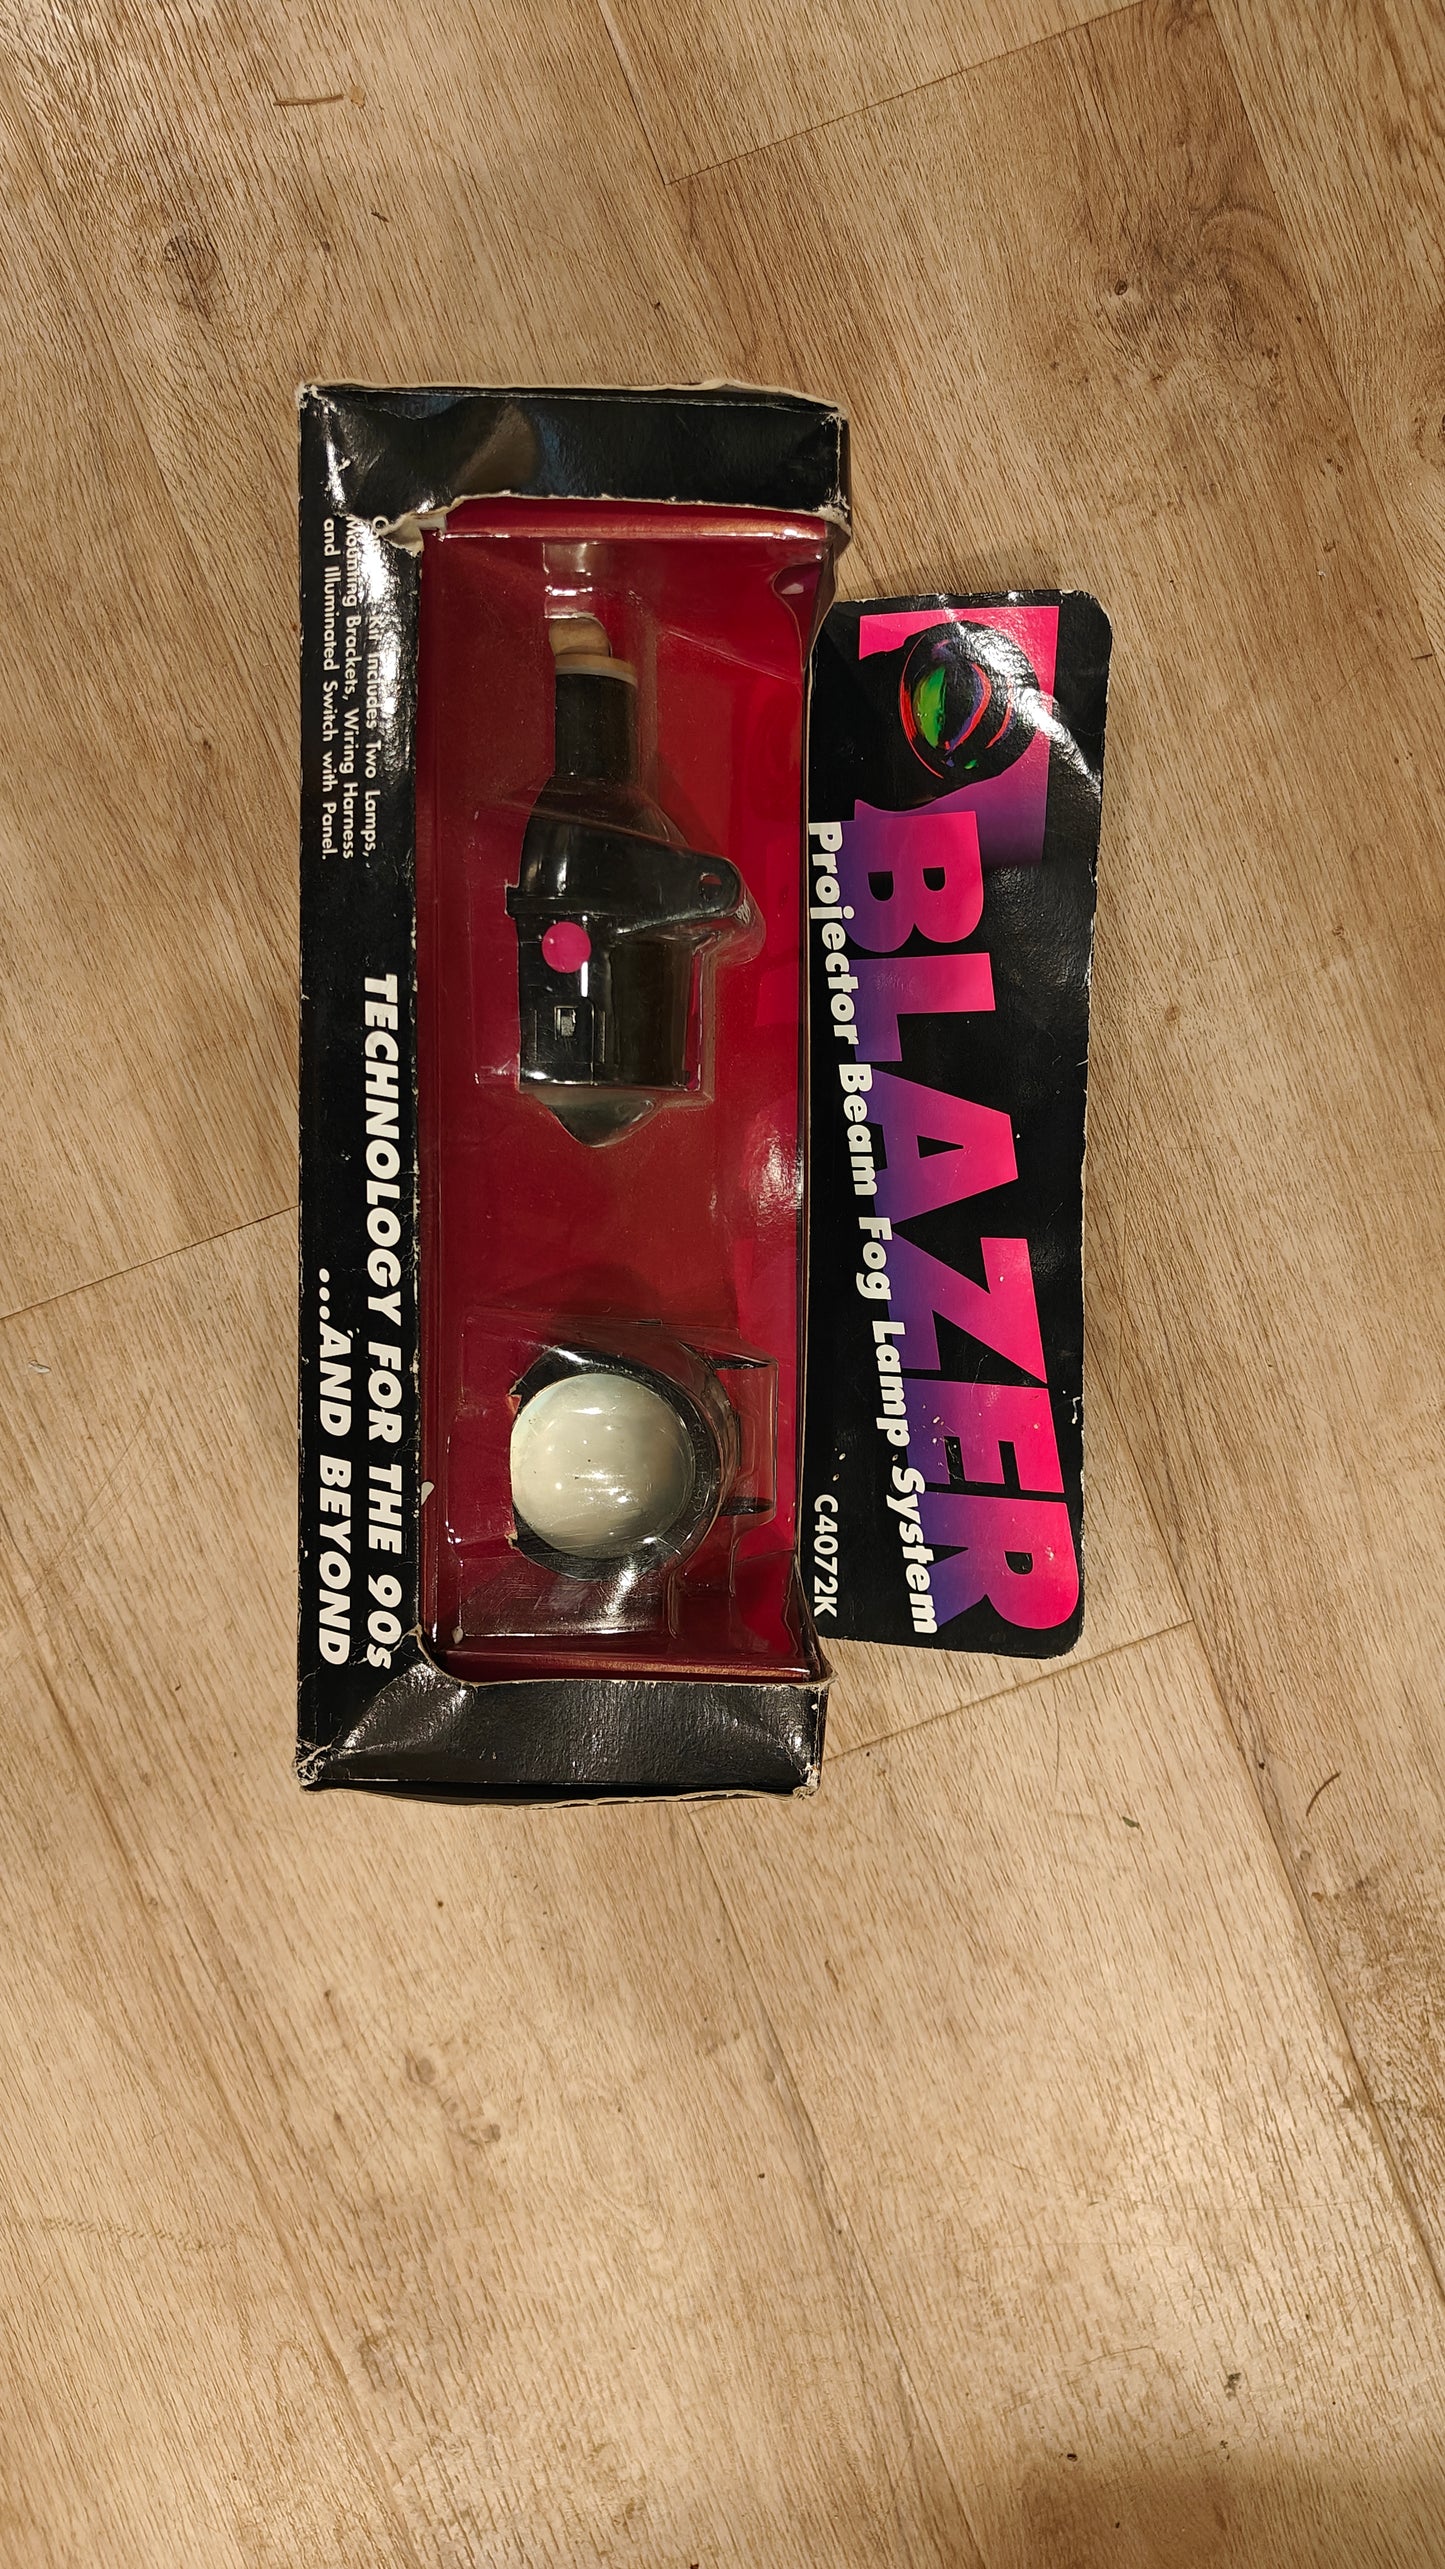 BLAZER
Projector Beam Fog Lamp System
C4072K
Kit Includes Two Lamps,
Mounting Brackets, Wiring Harness
and Illuminated Switch with Panel.
TECHNOLOGY FOR THE 90s
...AND BEYOND